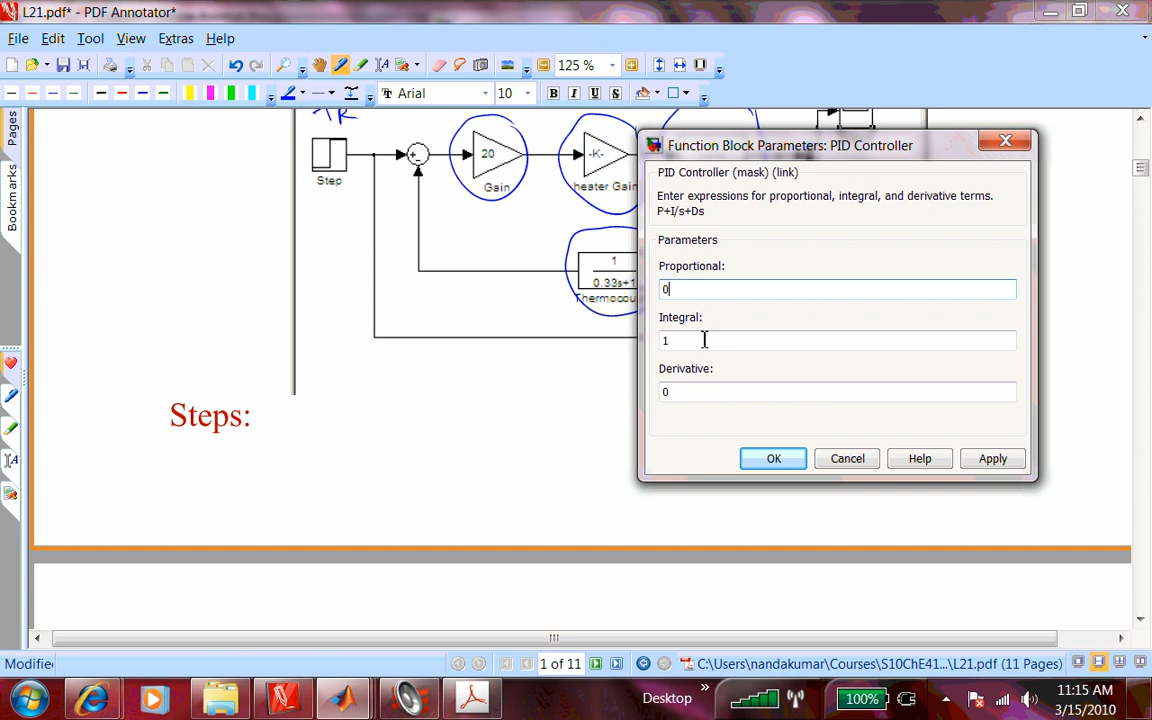 L21.pdf* - PDF Annotator*
File Edit Tool View Extras Help
125 %
Arial 10 B I U S
Pages
Bookmarks
Step
20
Gain
-K-
heater Gain
1
0.33s+1
Thermocou
Steps:
Function Block Parameters: PID Controller
PID Controller (mask) (link)
Enter expressions for proportional, integral, and derivative terms.
P+I/s+Ds
Parameters
Proportional:
0
Integral:
1
Derivative:
0
OK Cancel Help Apply
Modifie
1 of 11
C:\Users\nandakumar\Courses\S10ChE41...\L21.pdf (11 Pages)
Desktop
100%
11:15 AM
3/15/2010